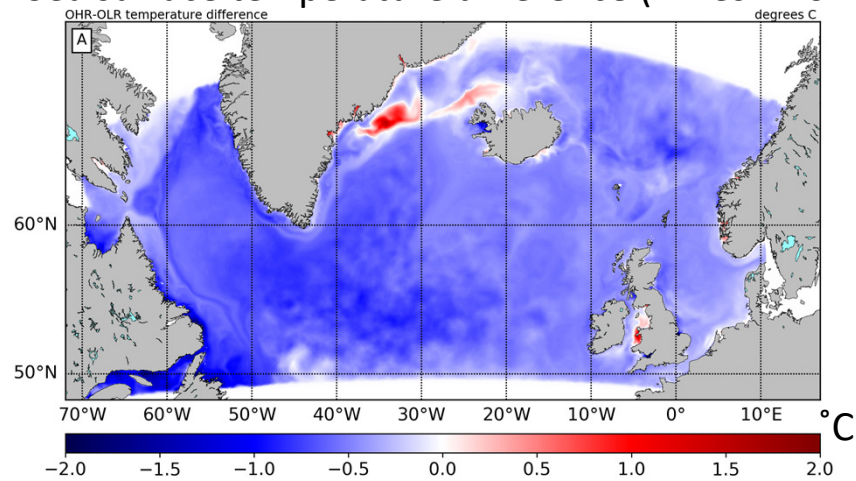 OHR-OLR temperature difference degrees C
A
60°N
50°N
70°W 60°W 50°W 40°W 30°W 20°W 10°W 0° 10°E
°C
−2.0 −1.5 −1.0 −0.5 0.0 0.5 1.0 1.5 2.0